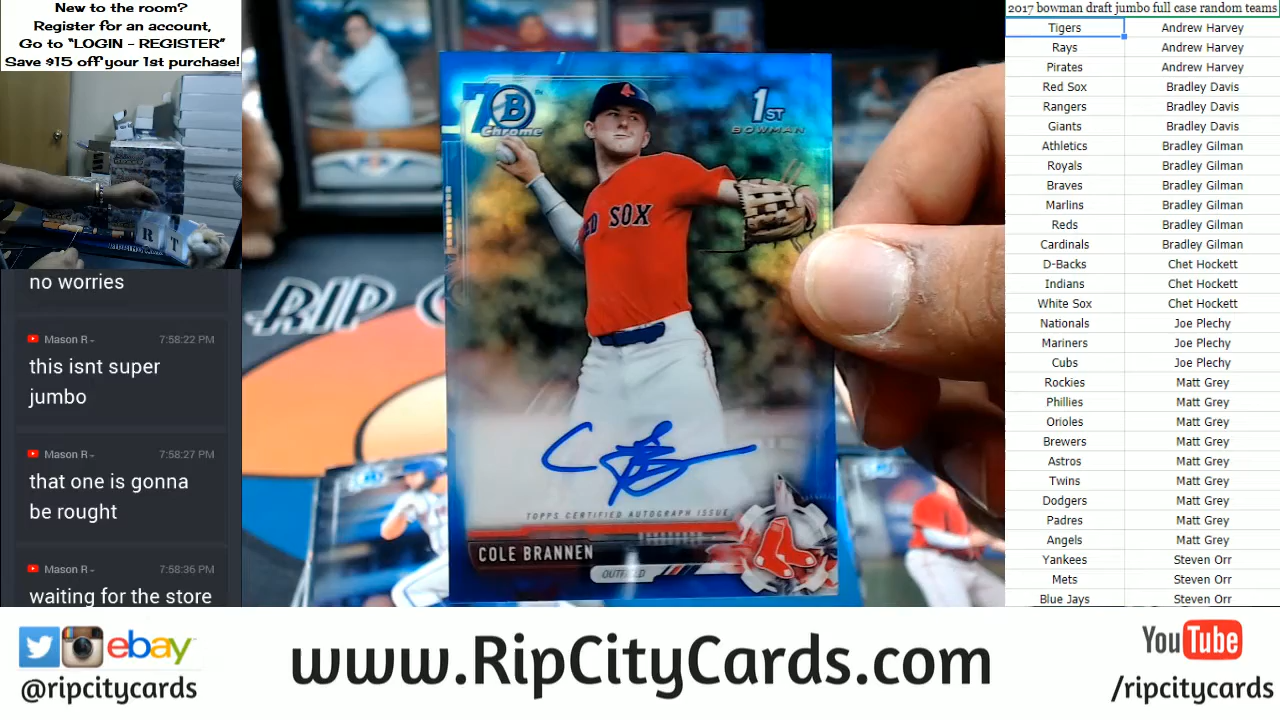 New to the room?
Register for an account,
Go to “LOGIN - REGISTER”
Save $15 off your 1st purchase!
R T
no worries
Mason R - 7:58:22 PM
this isnt super
jumbo
Mason R - 7:58:27 PM
that one is gonna
be rought
Mason R - 7:58:36 PM
waiting for the store
RIP C
70 B ™
Chrome
1ST
BOWMAN
RED SOX
TOPPS CERTIFIED AUTOGRAPH ISSUE
COLE BRANNEN
OUTFIELD
2017 bowman draft jumbo full case random teams
Tigers Andrew Harvey
Rays Andrew Harvey
Pirates Andrew Harvey
Red Sox Bradley Davis
Rangers Bradley Davis
Giants Bradley Davis
Athletics Bradley Gilman
Royals Bradley Gilman
Braves Bradley Gilman
Marlins Bradley Gilman
Reds Bradley Gilman
Cardinals Bradley Gilman
D-Backs Chet Hockett
Indians Chet Hockett
White Sox Chet Hockett
Nationals Joe Plechy
Mariners Joe Plechy
Cubs Joe Plechy
Rockies Matt Grey
Phillies Matt Grey
Orioles Matt Grey
Brewers Matt Grey
Astros Matt Grey
Twins Matt Grey
Dodgers Matt Grey
Padres Matt Grey
Angels Matt Grey
Yankees Steven Orr
Mets Steven Orr
Blue Jays Steven Orr
ebay
@ripcitycards
www.RipCityCards.com
YouTube
/ripcitycards